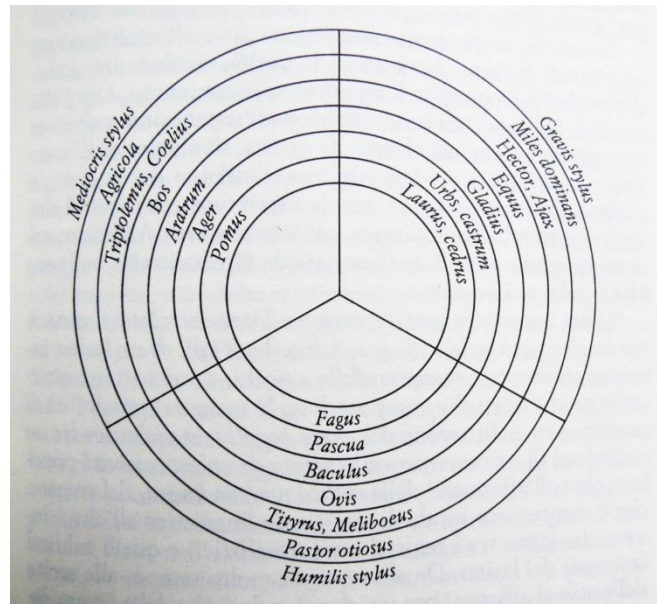 Mediocris stylus
Agricola
Triptolemus, Coelius
Bos
Aratrum
Ager
Pomus
Gravis stylus
Miles dominans
Hector, Ajax
Equus
Gladius
Urbs, castrum
Laurus, cedrus
Fagus
Pascua
Baculus
Ovis
Tityrus, Meliboeus
Pastor otiosus
Humilis stylus